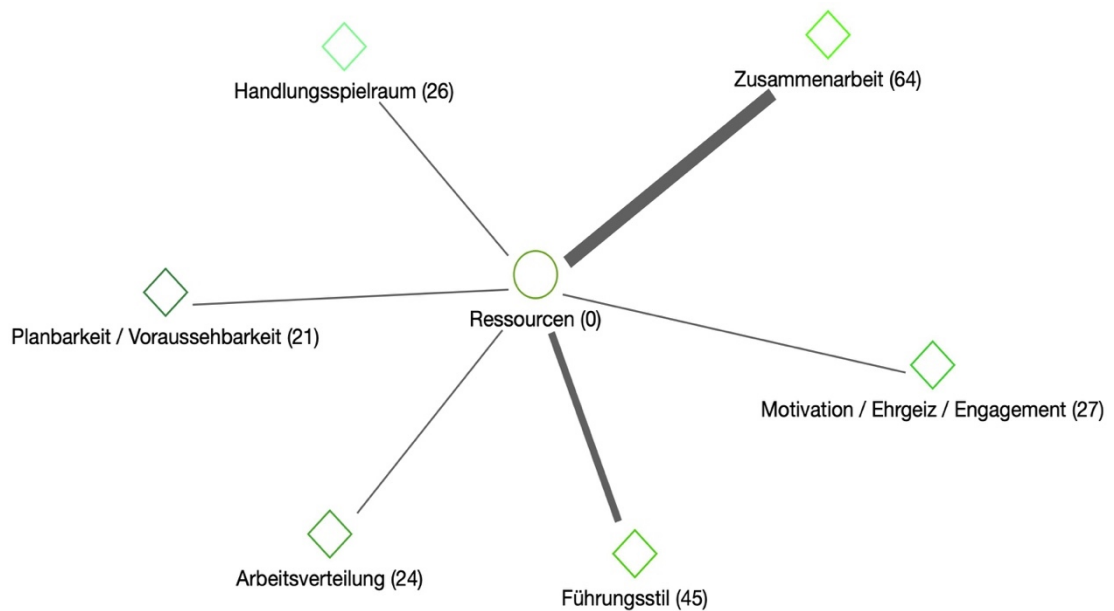 Zusammenarbeit (64)
Handlungsspielraum (26)
Ressourcen (0)
Planbarkeit / Voraussehbarkeit (21)
Motivation / Ehrgeiz / Engagement (27)
Arbeitsverteilung (24)
Führungsstil (45)